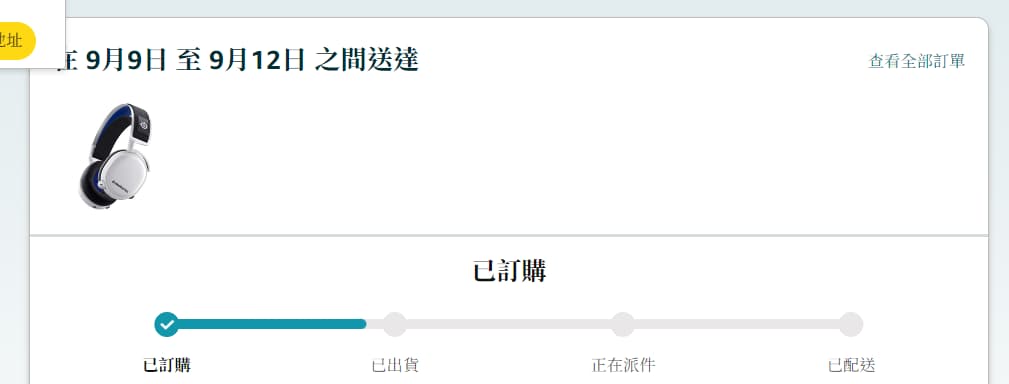 地址
在 9月9日 至 9月12日 之間送達
查看全部訂單
已訂購
已訂購
已出貨
正在派件
已配送